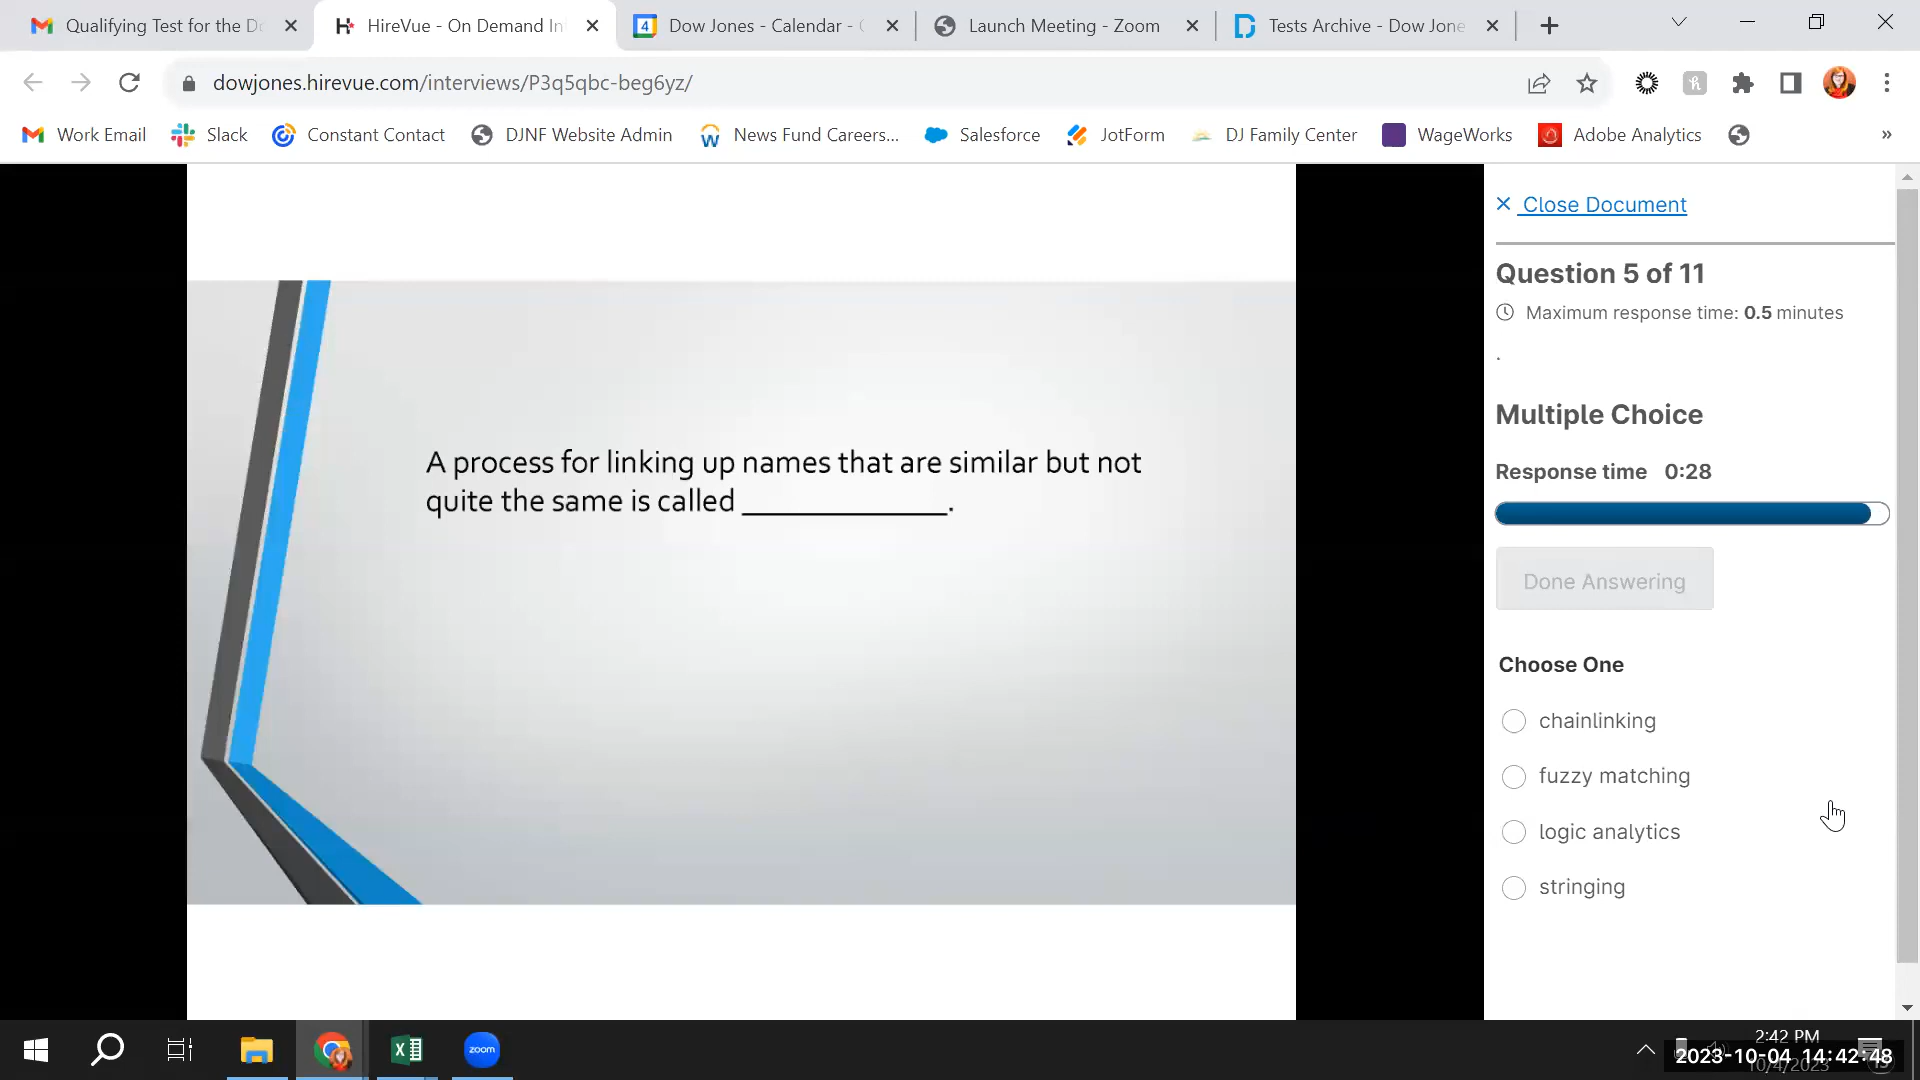 Qualifying Test for the D
HireVue - On Demand In
Dow Jones - Calendar -
Launch Meeting - Zoom
Tests Archive - Dow Jone
dowjones.hirevue.com/interviews/P3q5qbc-beg6yz/
Work Email
Slack
Constant Contact
DJNF Website Admin
News Fund Careers...
Salesforce
JotForm
DJ Family Center
WageWorks
Adobe Analytics
»
A process for linking up names that are similar but not
quite the same is called ______________.
Close Document
Question 5 of 11
Maximum response time: 0.5 minutes
.
Multiple Choice
Response time 0:28
Done Answering
Choose One
chainlinking
fuzzy matching
logic analytics
stringing
zoom
2:42 PM
2023-10-04 14:42:48
10/4/2023